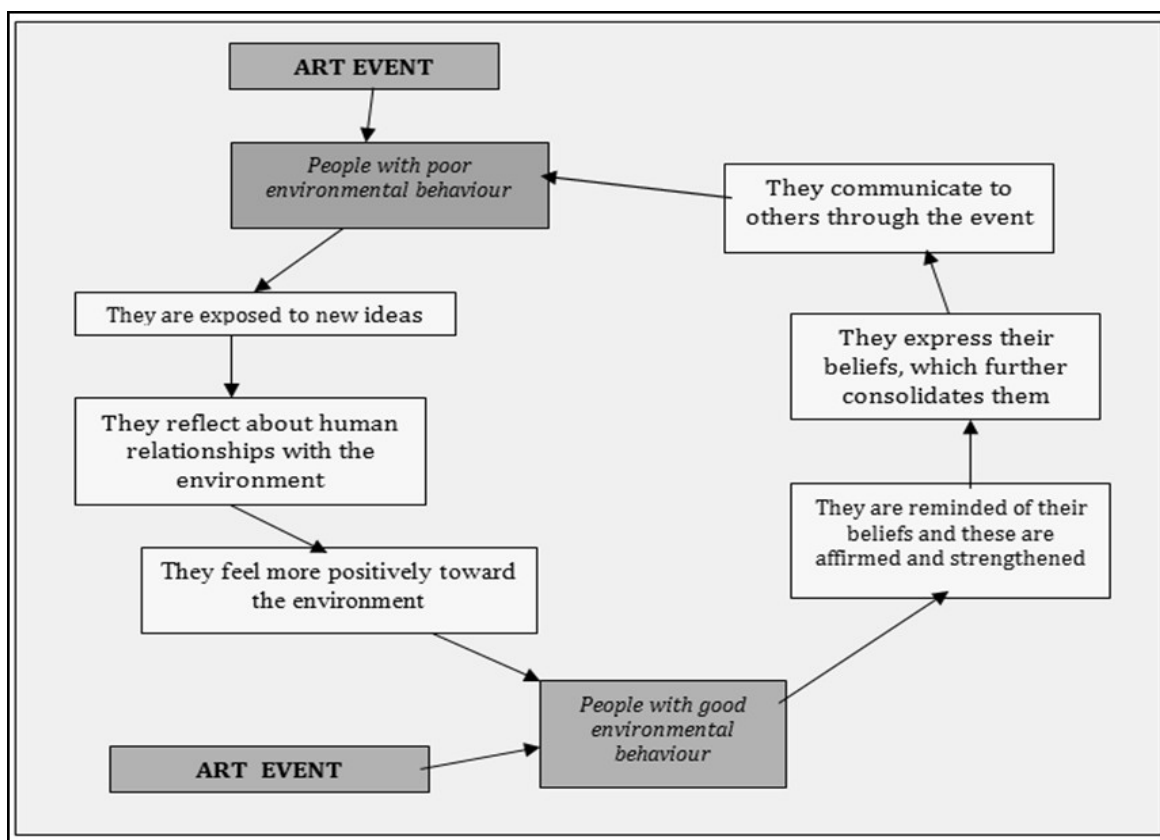 ART EVENT
People with poor
environmental behaviour
They communicate to
others through the event
They are exposed to new ideas
They express their
beliefs, which further
consolidates them
They reflect about human
relationships with the
environment
They are reminded of their
beliefs and these are
affirmed and strengthened
They feel more positively toward
the environment
People with good
environmental
behaviour
ART EVENT